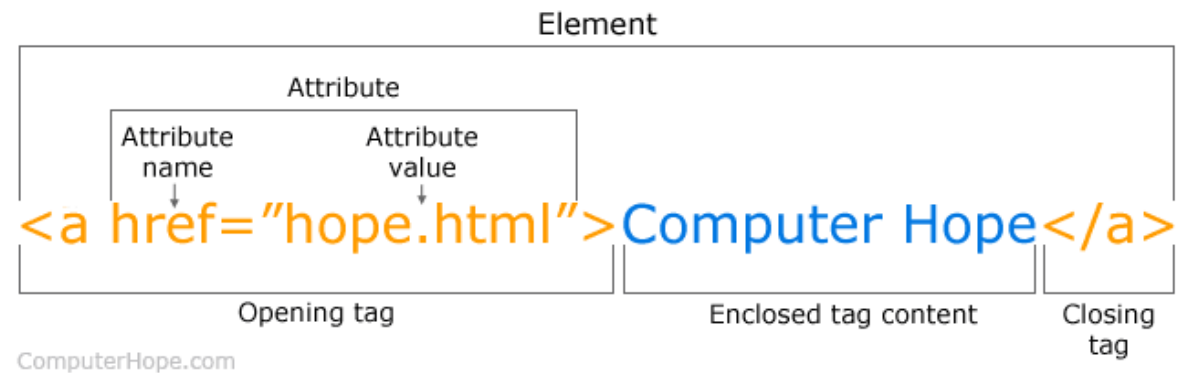 Element
Attribute
Attribute name
Attribute value
<a href=”hope.html”>Computer Hope</a>
Opening tag
Enclosed tag content
Closing tag
ComputerHope.com